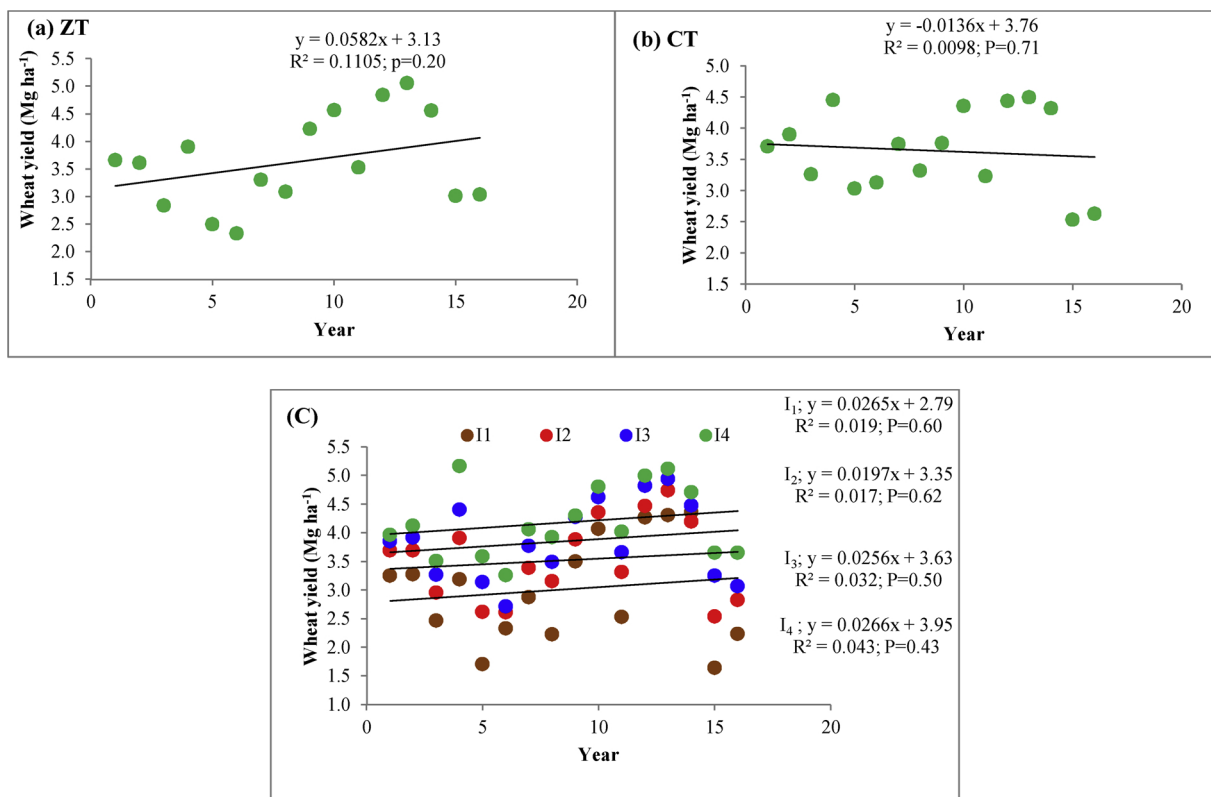 (a) ZT
y = 0.0582x + 3.13
R² = 0.1105; p=0.20
Wheat yield (Mg ha⁻¹)
5.5
5.0
4.5
4.0
3.5
3.0
2.5
2.0
1.5
0
5
10
15
20
Year
(b) CT
y = -0.0136x + 3.76
R² = 0.0098; P=0.71
Wheat yield (Mg ha⁻¹)
5.0
4.5
4.0
3.5
3.0
2.5
2.0
1.5
0
5
10
15
20
Year
(C)
I1
I2
I3
I4
Wheat yield (Mg ha⁻¹)
5.5
5.0
4.5
4.0
3.5
3.0
2.5
2.0
1.5
1.0
0
5
10
15
20
Year
I₁; y = 0.0265x + 2.79
R² = 0.019; P=0.60
I₂; y = 0.0197x + 3.35
R² = 0.017; P=0.62
I₃; y = 0.0256x + 3.63
R² = 0.032; P=0.50
I₄ ; y = 0.0266x + 3.95
R² = 0.043; P=0.43